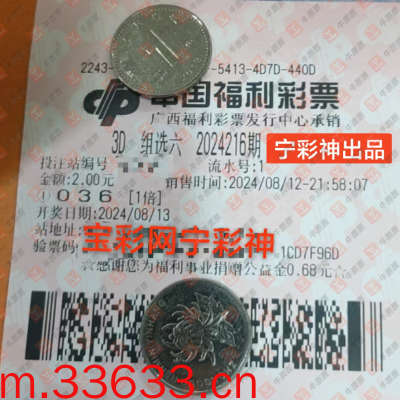 2243- -5413-4D7D-440D
中国福利彩票
广西福利彩票发行中心承销
3D 组选六 2024216期
宁彩神出品
投注站编号 流水号:1
金额:2.00元 销售时间:2024/08/12-21:58:07
① 036 [1倍]
开奖日期:2024/08/13
宝彩网宁彩神
验票码: 1CD7F96D
☆感谢您为福利事业捐赠公益金0.68元☆
m.33633.cn